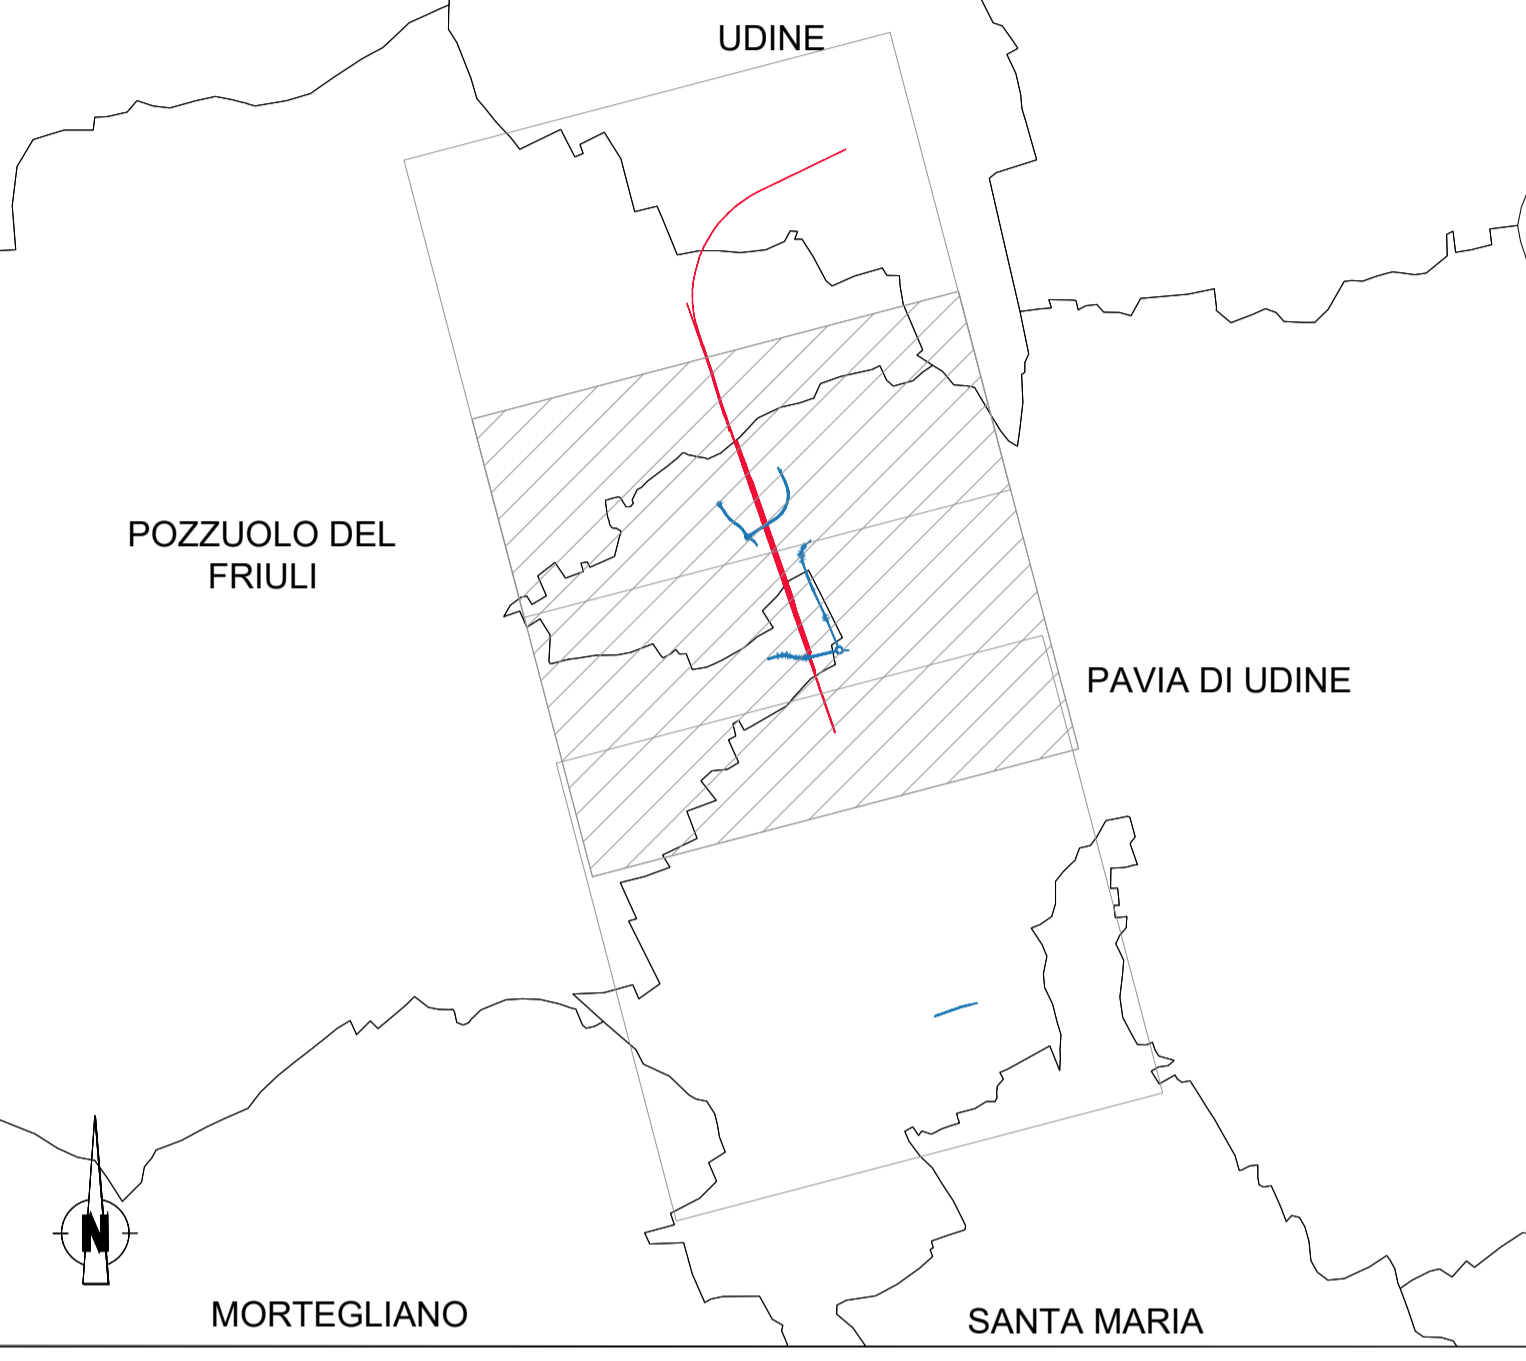 UDINE
POZZUOLO DEL
FRIULI
PAVIA DI UDINE
N
MORTEGLIANO
SANTA MARIA